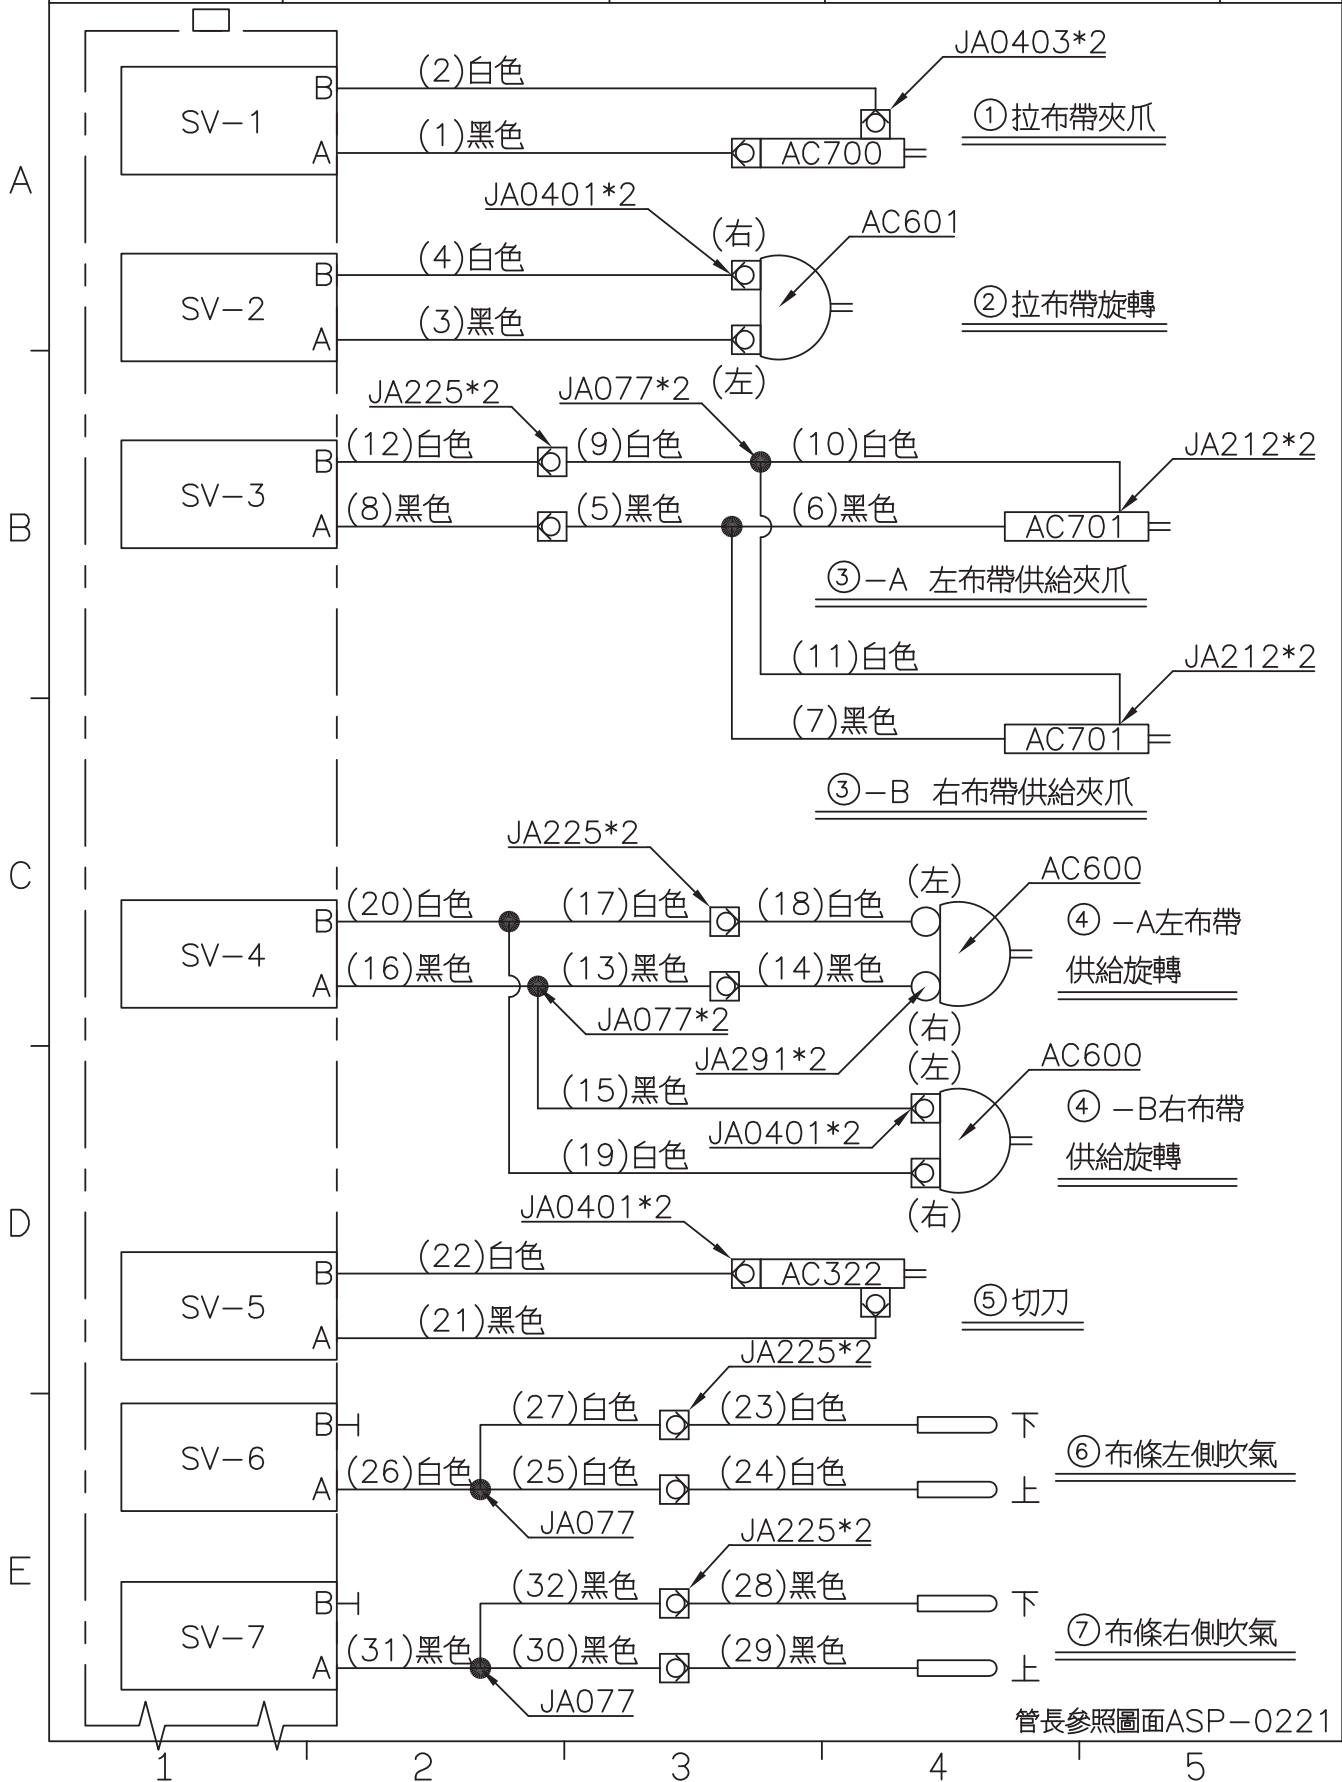 JA0403*2
(2)白色
B
SV-1
①拉布帶夾爪
(1)黑色
A
AC700
A
JA0401*2
(右)
AC601
(4)白色
B
SV-2
②拉布帶旋轉
(3)黑色
A
(左)
JA225*2
JA077*2
(12)白色
(9)白色
(10)白色
JA212*2
B
SV-3
(8)黑色
(5)黑色
(6)黑色
A
AC701
B
③-A 左布帶供給夾爪
(11)白色
JA212*2
(7)黑色
AC701
③-B 右布帶供給夾爪
JA225*2
C
(左)
AC600
(20)白色
(17)白色
(18)白色
B
④ -A左布帶
供給旋轉
SV-4
(16)黑色
(13)黑色
(14)黑色
A
JA077*2
(右)
JA291*2
(左)
AC600
(15)黑色
④ -B右布帶
供給旋轉
JA0401*2
(19)白色
(右)
D
JA0401*2
(22)白色
B
AC322
SV-5
⑤切刀
(21)黑色
A
JA225*2
(27)白色
(23)白色
B
下
SV-6
⑥布條左側吹氣
(26)白色
(25)白色
(24)白色
A
上
JA077
JA225*2
E
(32)黑色
(28)黑色
B
下
SV-7
⑦布條右側吹氣
(31)黑色
(30)黑色
(29)黑色
A
上
JA077
管長參照圖面ASP-0221
1
2
3
4
5